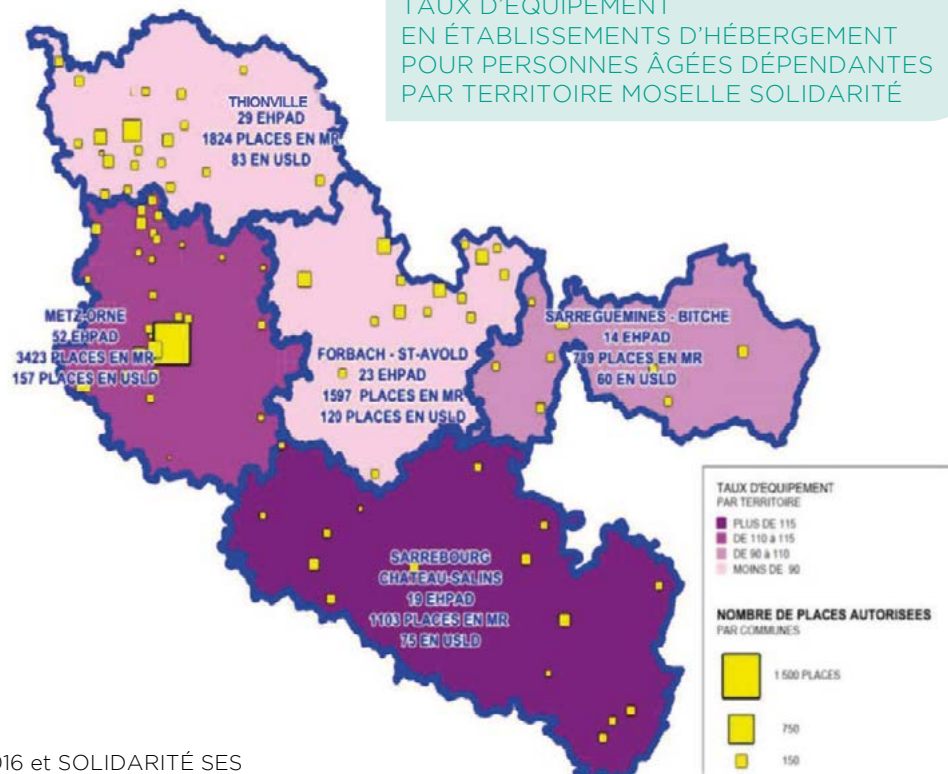 TAUX D'ÉQUIPEMENT
EN ÉTABLISSEMENTS D'HÉBERGEMENT
POUR PERSONNES ÂGÉES DÉPENDANTES
PAR TERRITOIRE MOSELLE SOLIDARITÉ
THIONVILLE
29 EHPAD
1824 PLACES EN MR
83 EN USLD
METZ-ORNE
52 EHPAD
3423 PLACES EN MR
157 PLACES EN USLD
FORBACH - ST-AVOLD
23 EHPAD
1597 PLACES EN MR
120 PLACES EN USLD
SARREGUEMINES - BITCHE
14 EHPAD
789 PLACES EN MR
60 EN USLD
SARREBOURG
CHATEAU-SALINS
19 EHPAD
1103 PLACES EN MR
75 EN USLD
TAUX D'EQUIPEMENT
PAR TERRITOIRE
PLUS DE 115
DE 110 à 115
DE 90 à 110
MOINS DE 90
NOMBRE DE PLACES AUTORISEES
PAR COMMUNES
1 500 PLACES
750
150
016 et SOLIDARITÉ SES